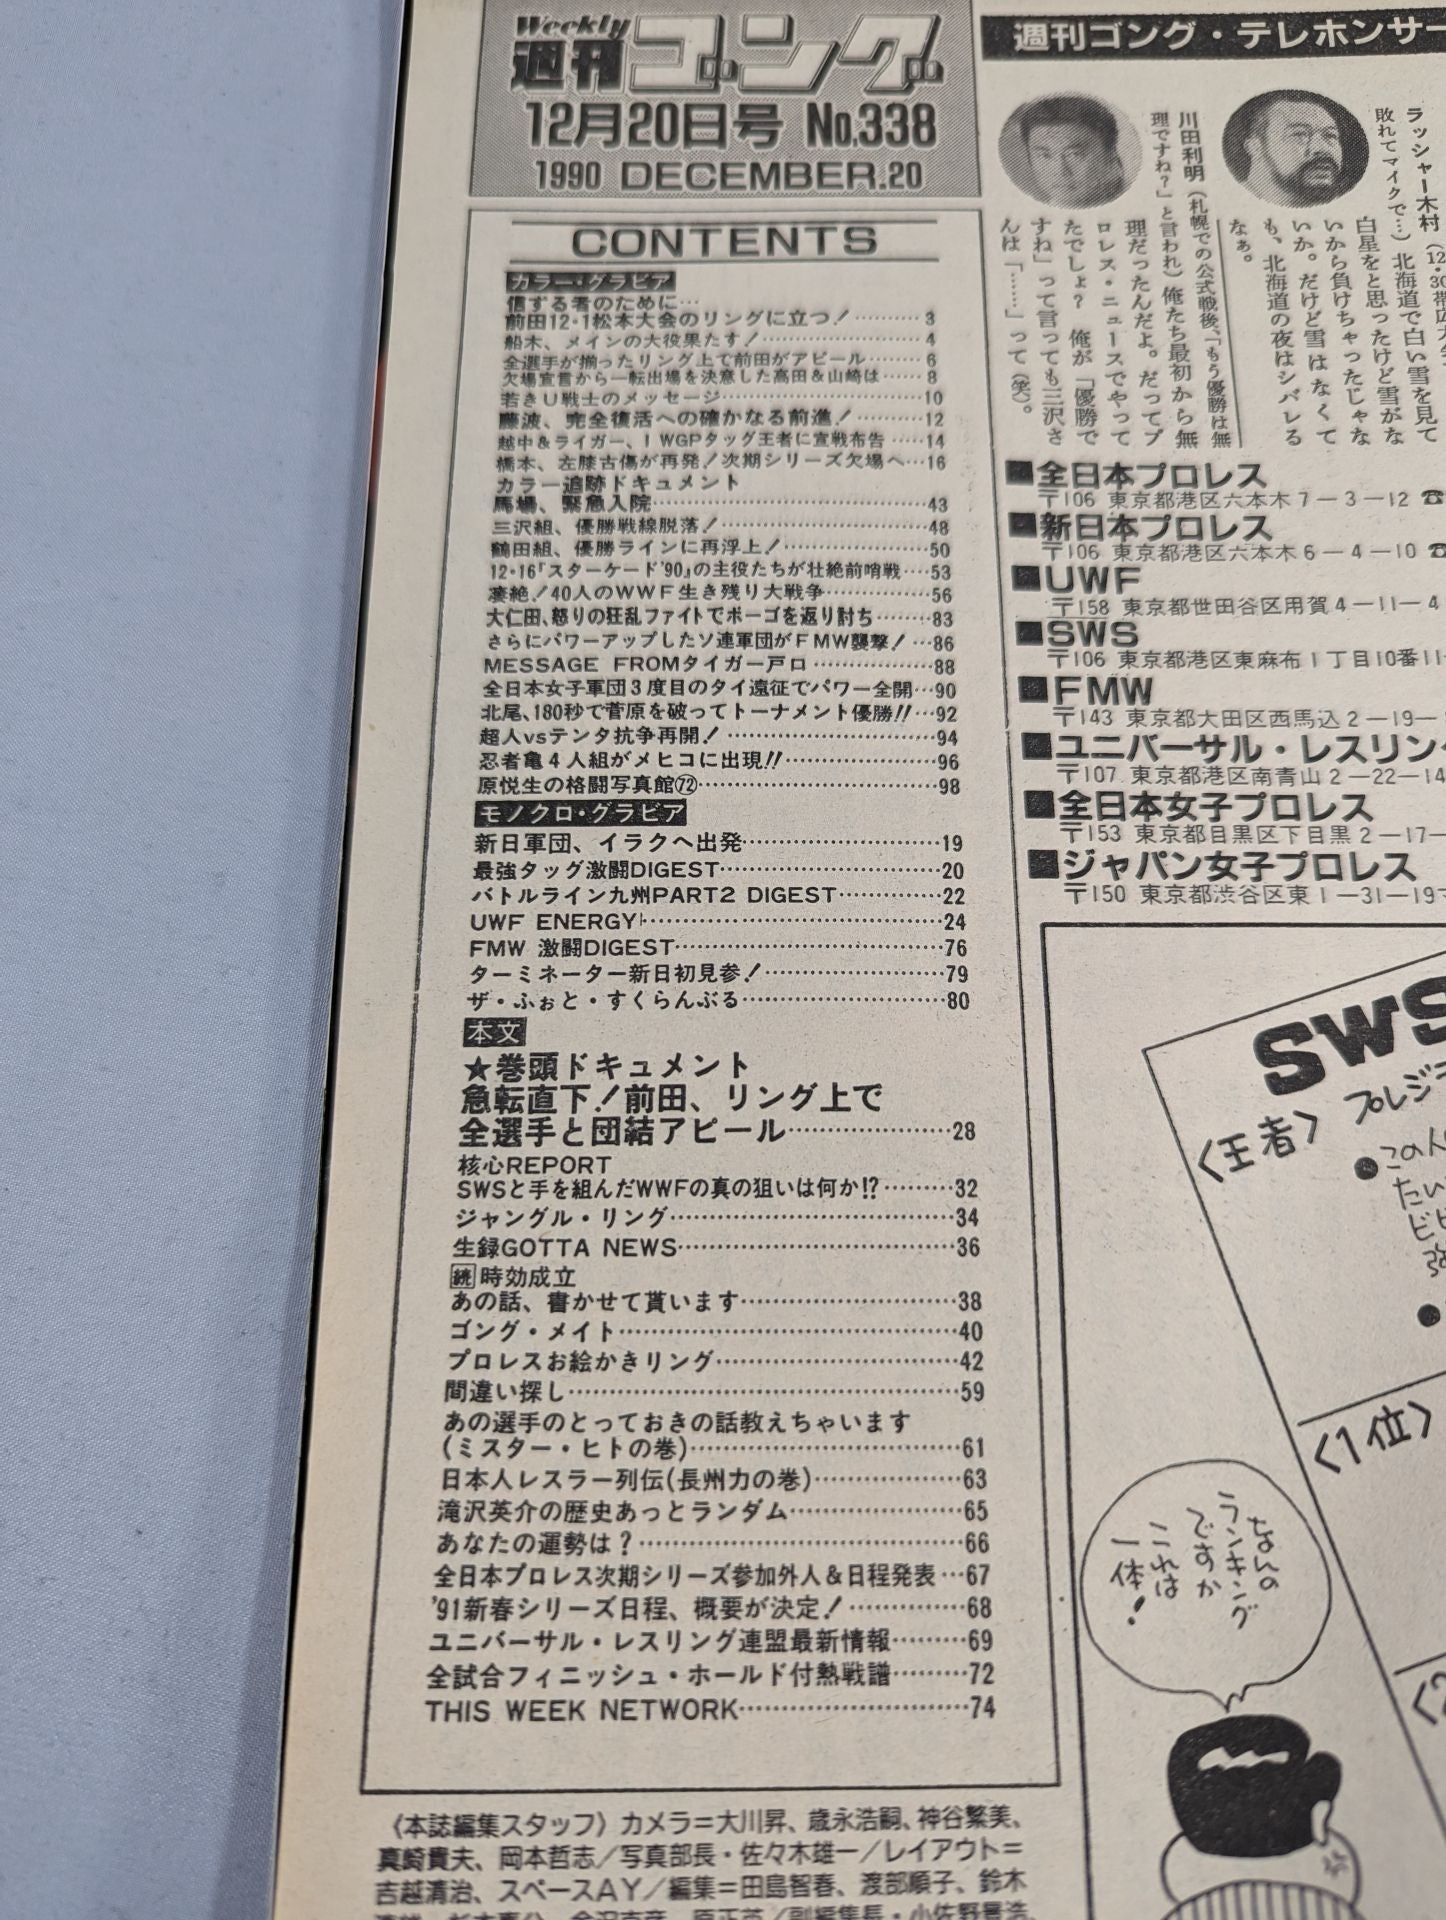 Weekly
週刊ゴング
12月20日号 No.338
1990 DECEMBER.20
CONTENTS
カラー・グラビア
信ずる者のために…
前田12・1松本大会のリングに立つ!…………3
船木、メインの大役果たす!…………4
全選手が揃ったリング上で前田がアピール………6
欠場宣言から一転出場を決意した高田&山崎は……8
若きU戦士のメッセージ…………10
藤波、完全復活への確かなる前進!…………12
越中&ライガー、IWGPタッグ王者に宣戦布告……14
橋本、左膝古傷が再発!次期シリーズ欠場へ…16
カラー追跡ドキュメント
馬場、緊急入院…………43
三沢組、優勝戦線脱落!…………48
鶴田組、優勝ラインに再浮上!…………50
12・16「スターケード'90」の主役たちが壮絶前哨戦……53
凄絶!40人のWWF生き残り大戦争…………56
大仁田、怒りの狂乱ファイトでボーゴを返り討ち………83
さらにパワーアップしたソ連軍団がFMW襲撃!…86
MESSAGE FROMタイガー戸口…………88
全日本女子軍団3度目のタイ遠征でパワー全開…90
北尾、180秒で菅原を破ってトーナメント優勝!!…92
超人vsテンタ抗争再開!…………94
忍者亀4人組がメヒコに出現!!…………96
原悦生の格闘写真館㉒…………98
モノクロ・グラビア
新日軍団、イラクへ出発…………19
最強タッグ激闘DIGEST…………20
バトルライン九州PART2 DIGEST…………22
UWF ENERGY…………24
FMW 激闘DIGEST…………76
ターミネーター新日初見参!…………79
ザ・ふぉと・すくらんぶる…………80
本文
★巻頭ドキュメント
急転直下!前田、リング上で
全選手と団結アピール…………28
核心REPORT
SWSと手を組んだWWFの真の狙いは何か!?………32
ジャングル・リング…………34
生録GOTTA NEWS…………36
続時効成立
あの話、書かせて貰います…………38
ゴング・メイト…………40
プロレスお絵かきリング…………42
間違い探し…………59
あの選手のとっておきの話教えちゃいます
(ミスター・ヒトの巻)…………61
日本人レスラー列伝(長州力の巻)…………63
滝沢英介の歴史あっとランダム…………65
あなたの運勢は?…………66
全日本プロレス次期シリーズ参加外人&日程発表…67
'91新春シリーズ日程、概要が決定!…………68
ユニバーサル・レスリング連盟最新情報………69
全試合フィニッシュ・ホールド付熱戦譜………72
THIS WEEK NETWORK…………74
〈本誌編集スタッフ〉カメラ=大川昇、歳永浩嗣、神谷繁美、
真崎貴夫、岡本哲志/写真部長・佐々木雄一/レイアウト=
吉越清治、スペースAY/編集=田島智春、渡部順子、鈴木
週刊ゴング・テレホンサー
ラッシャー木村(12・
敗れてマイクで…)北海道で白い雪を見て
白星をと思ったけど雪がな
いから負けちゃったじゃな
いか。だけど雪はなくて
も、北海道の夜はシバレる
なぁ。
川田利明(札幌での公式戦後、「もう優勝は無
理ですね?」と言われ)俺たち最初から無
理だったんだよ。だってプ
ロレス・ニュースでやって
たでしょ? 俺が「優勝で
すね」って言っても三沢さ
んは「……」って(笑)。
■全日本プロレス
〒106 東京都港区六本木7-3-12 ☎
■新日本プロレス
〒106 東京都港区六本木6-4-10 ☎
■UWF
〒158 東京都世田谷区用賀4-11-4
■SWS
〒106 東京都港区東麻布1丁目10番11
■FMW
〒143 東京都大田区西馬込2-19-
■ユニバーサル・レスリン
〒107 東京都港区南青山2-22-14
■全日本女子プロレス
〒153 東京都目黒区下目黒2-17-
■ジャパン女子プロレス
〒150 東京都渋谷区東1-31-19
SWS
〈王者〉
プレジ
●この
たい
〈1位〉
なんの
ランキング
ですか
これは
一体!